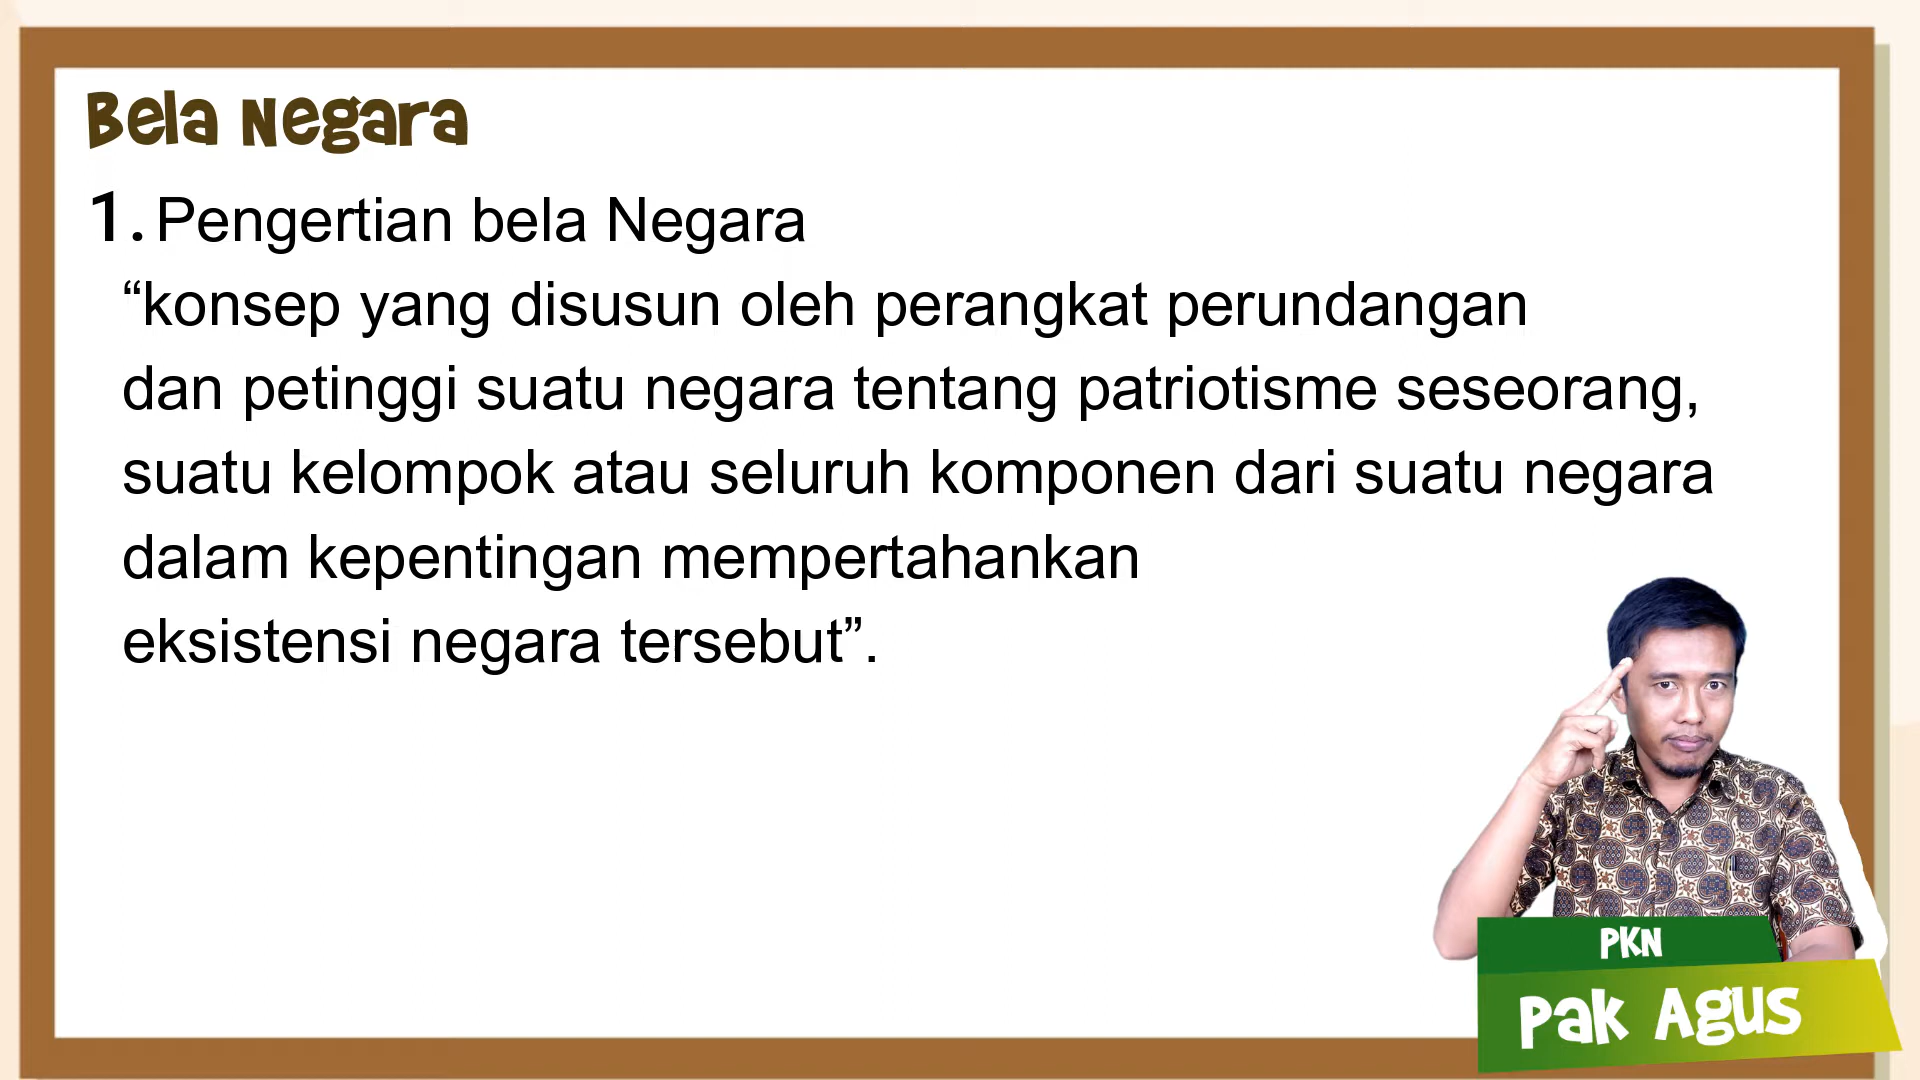 Bela Negara
1. Pengertian bela Negara
“konsep yang disusun oleh perangkat perundangan
dan petinggi suatu negara tentang patriotisme seseorang,
suatu kelompok atau seluruh komponen dari suatu negara
dalam kepentingan mempertahankan
eksistensi negara tersebut”.
PKN
Pak Agus